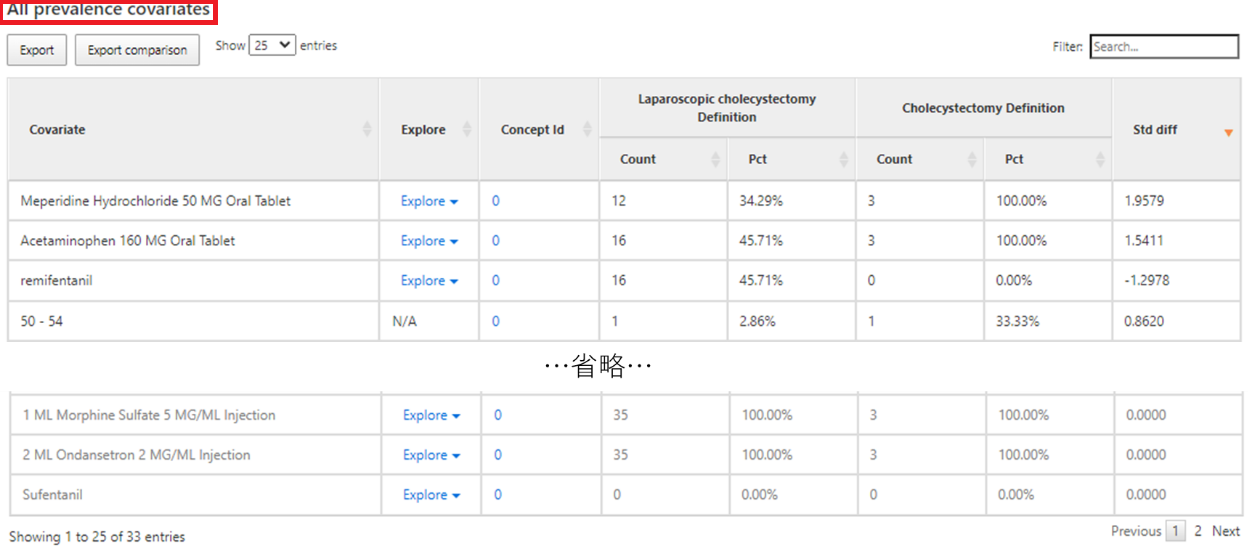 All prevalence covariates
Export Export comparison Show 25 entries Filter: Search...
Covariate Explore Concept Id Laparoscopic cholecystectomy Definition Cholecystectomy Definition Std diff
Count Pct Count Pct
Meperidine Hydrochloride 50 MG Oral Tablet Explore 0 12 34.29% 3 100.00% 1.9579
Acetaminophen 160 MG Oral Tablet Explore 0 16 45.71% 3 100.00% 1.5411
remifentanil Explore 0 16 45.71% 0 0.00% -1.2978
50 - 54 N/A 0 1 2.86% 1 33.33% 0.8620
…省略…
1 ML Morphine Sulfate 5 MG/ML Injection Explore 0 35 100.00% 3 100.00% 0.0000
2 ML Ondansetron 2 MG/ML Injection Explore 0 35 100.00% 3 100.00% 0.0000
Sufentanil Explore 0 0 0.00% 0 0.00% 0.0000
Showing 1 to 25 of 33 entries Previous 1 2 Next